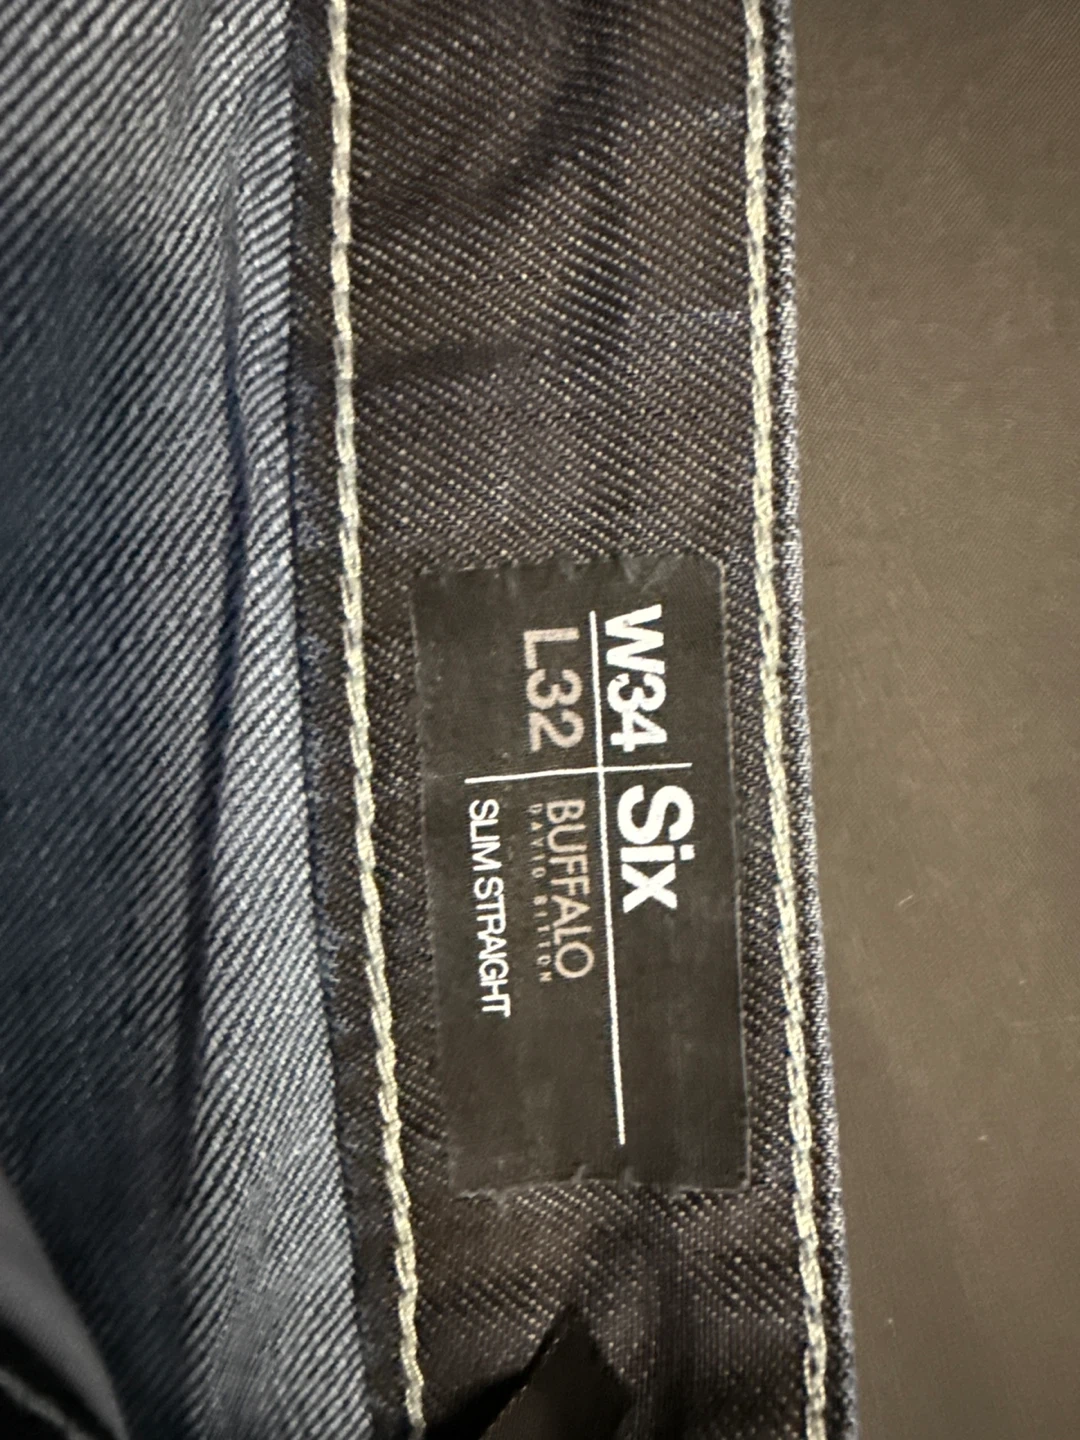 W34 Six
L32 BUFFALO
DAVID BITTON
SLIM STRAIGHT